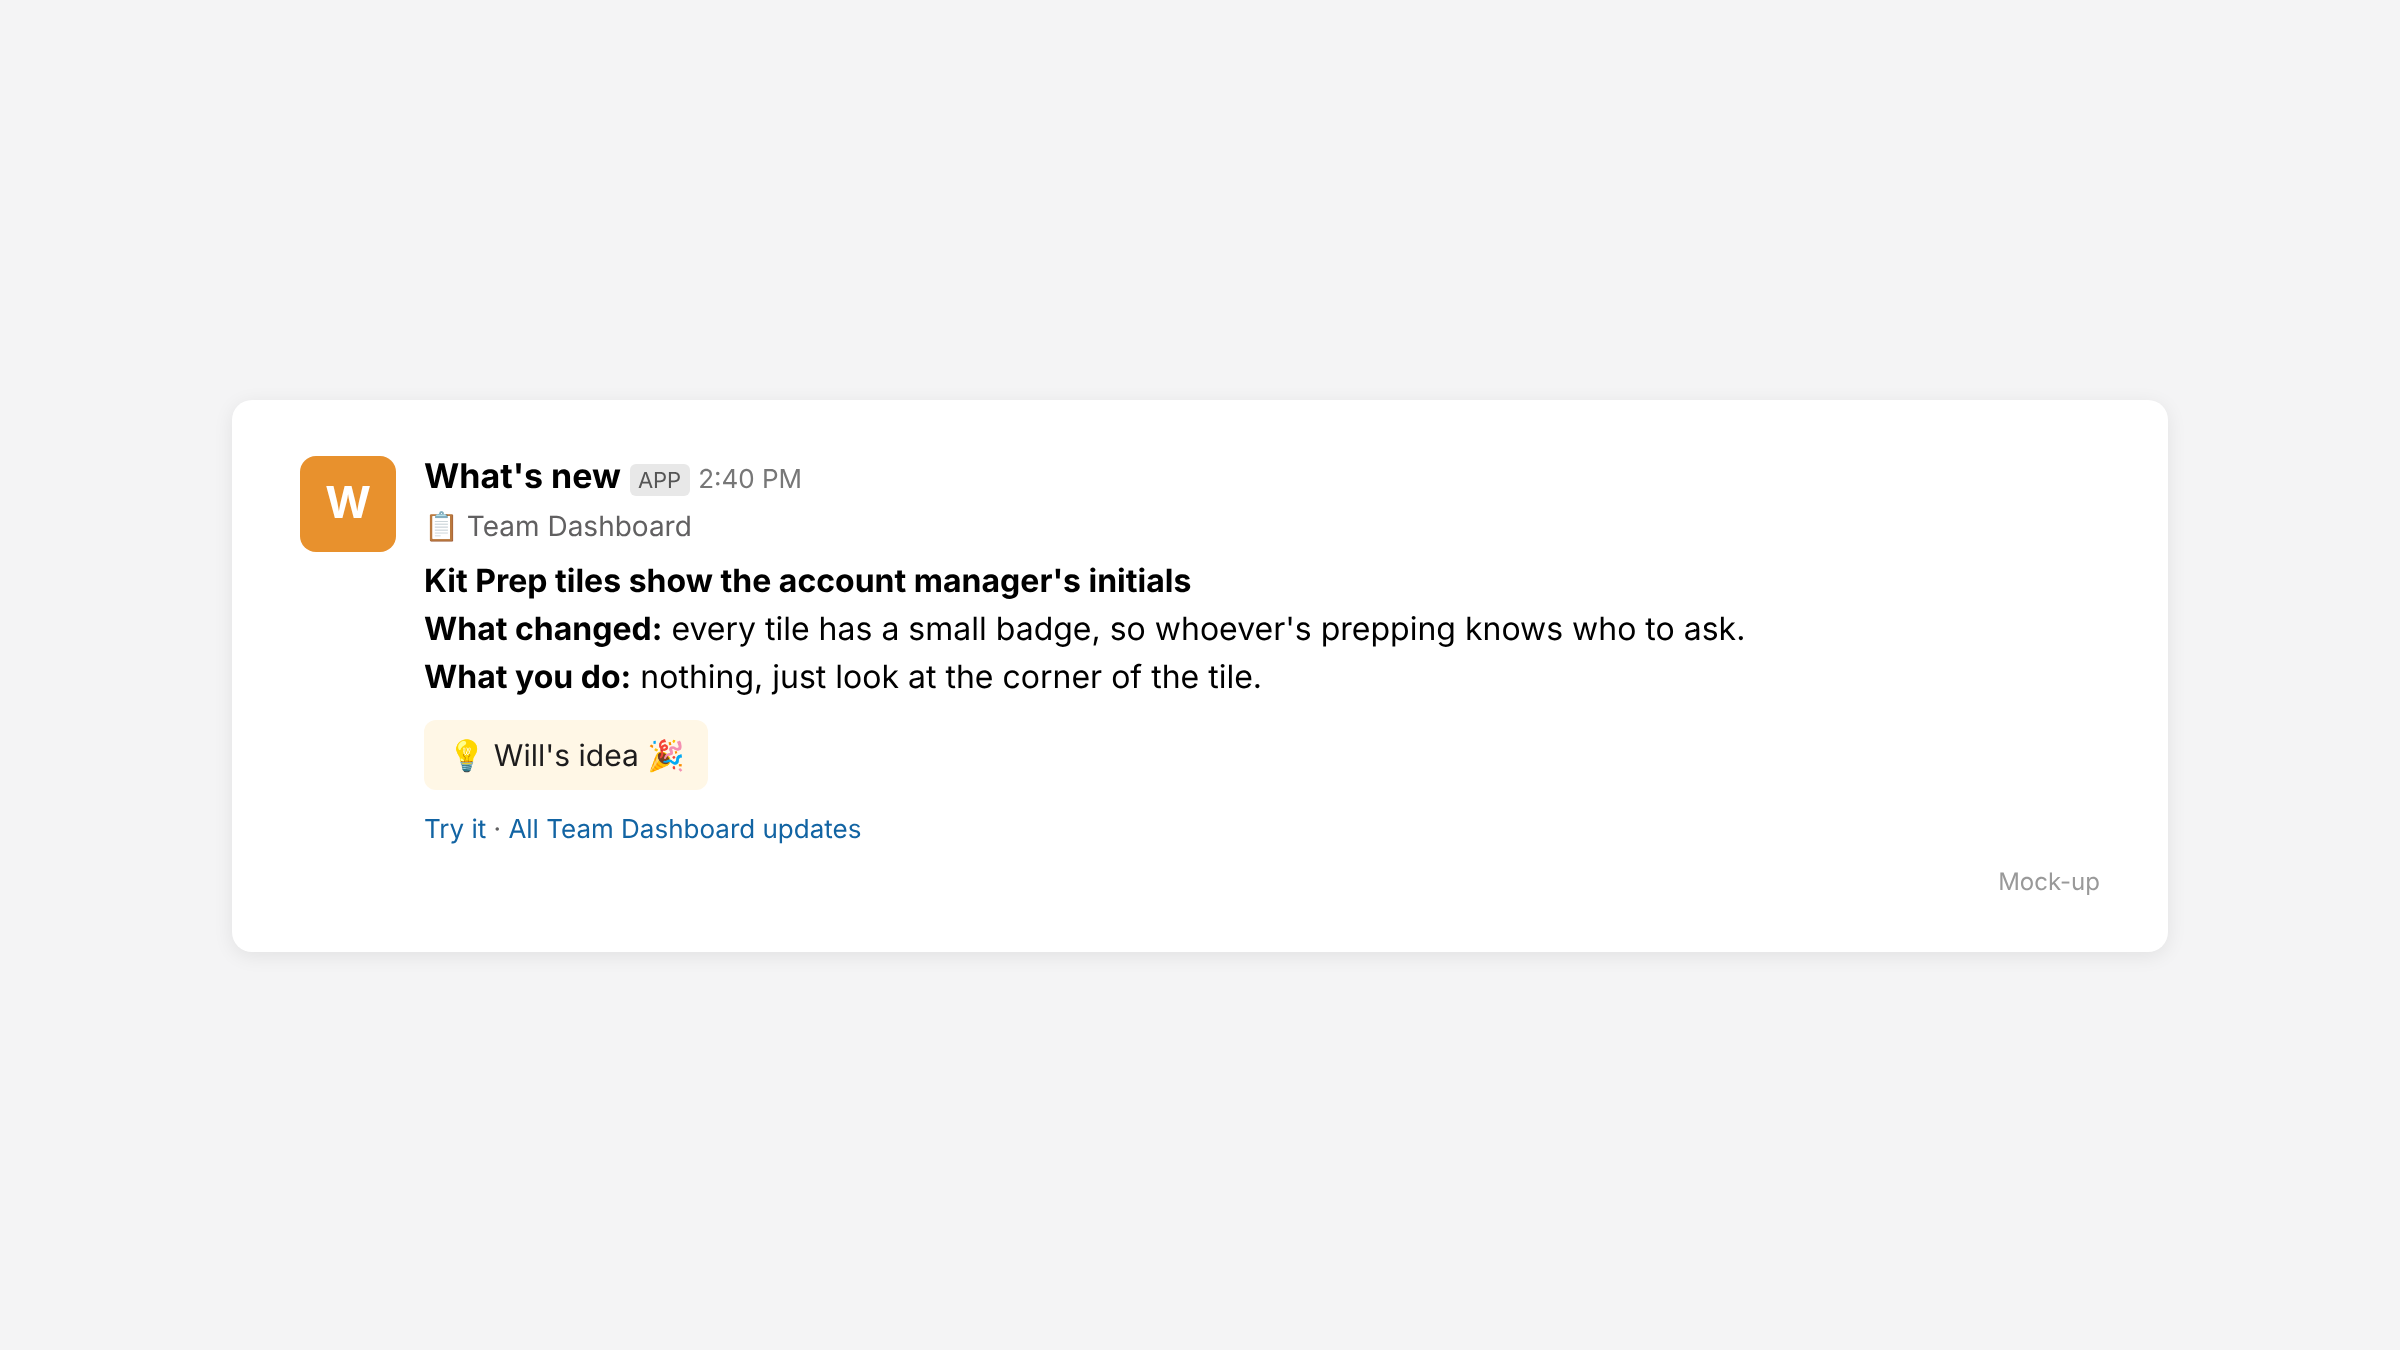 W
What's new APP 2:40 PM
📋 Team Dashboard
Kit Prep tiles show the account manager's initials
What changed: every tile has a small badge, so whoever's prepping knows who to ask.
What you do: nothing, just look at the corner of the tile.
💡 Will's idea 🎉
Try it · All Team Dashboard updates
Mock-up